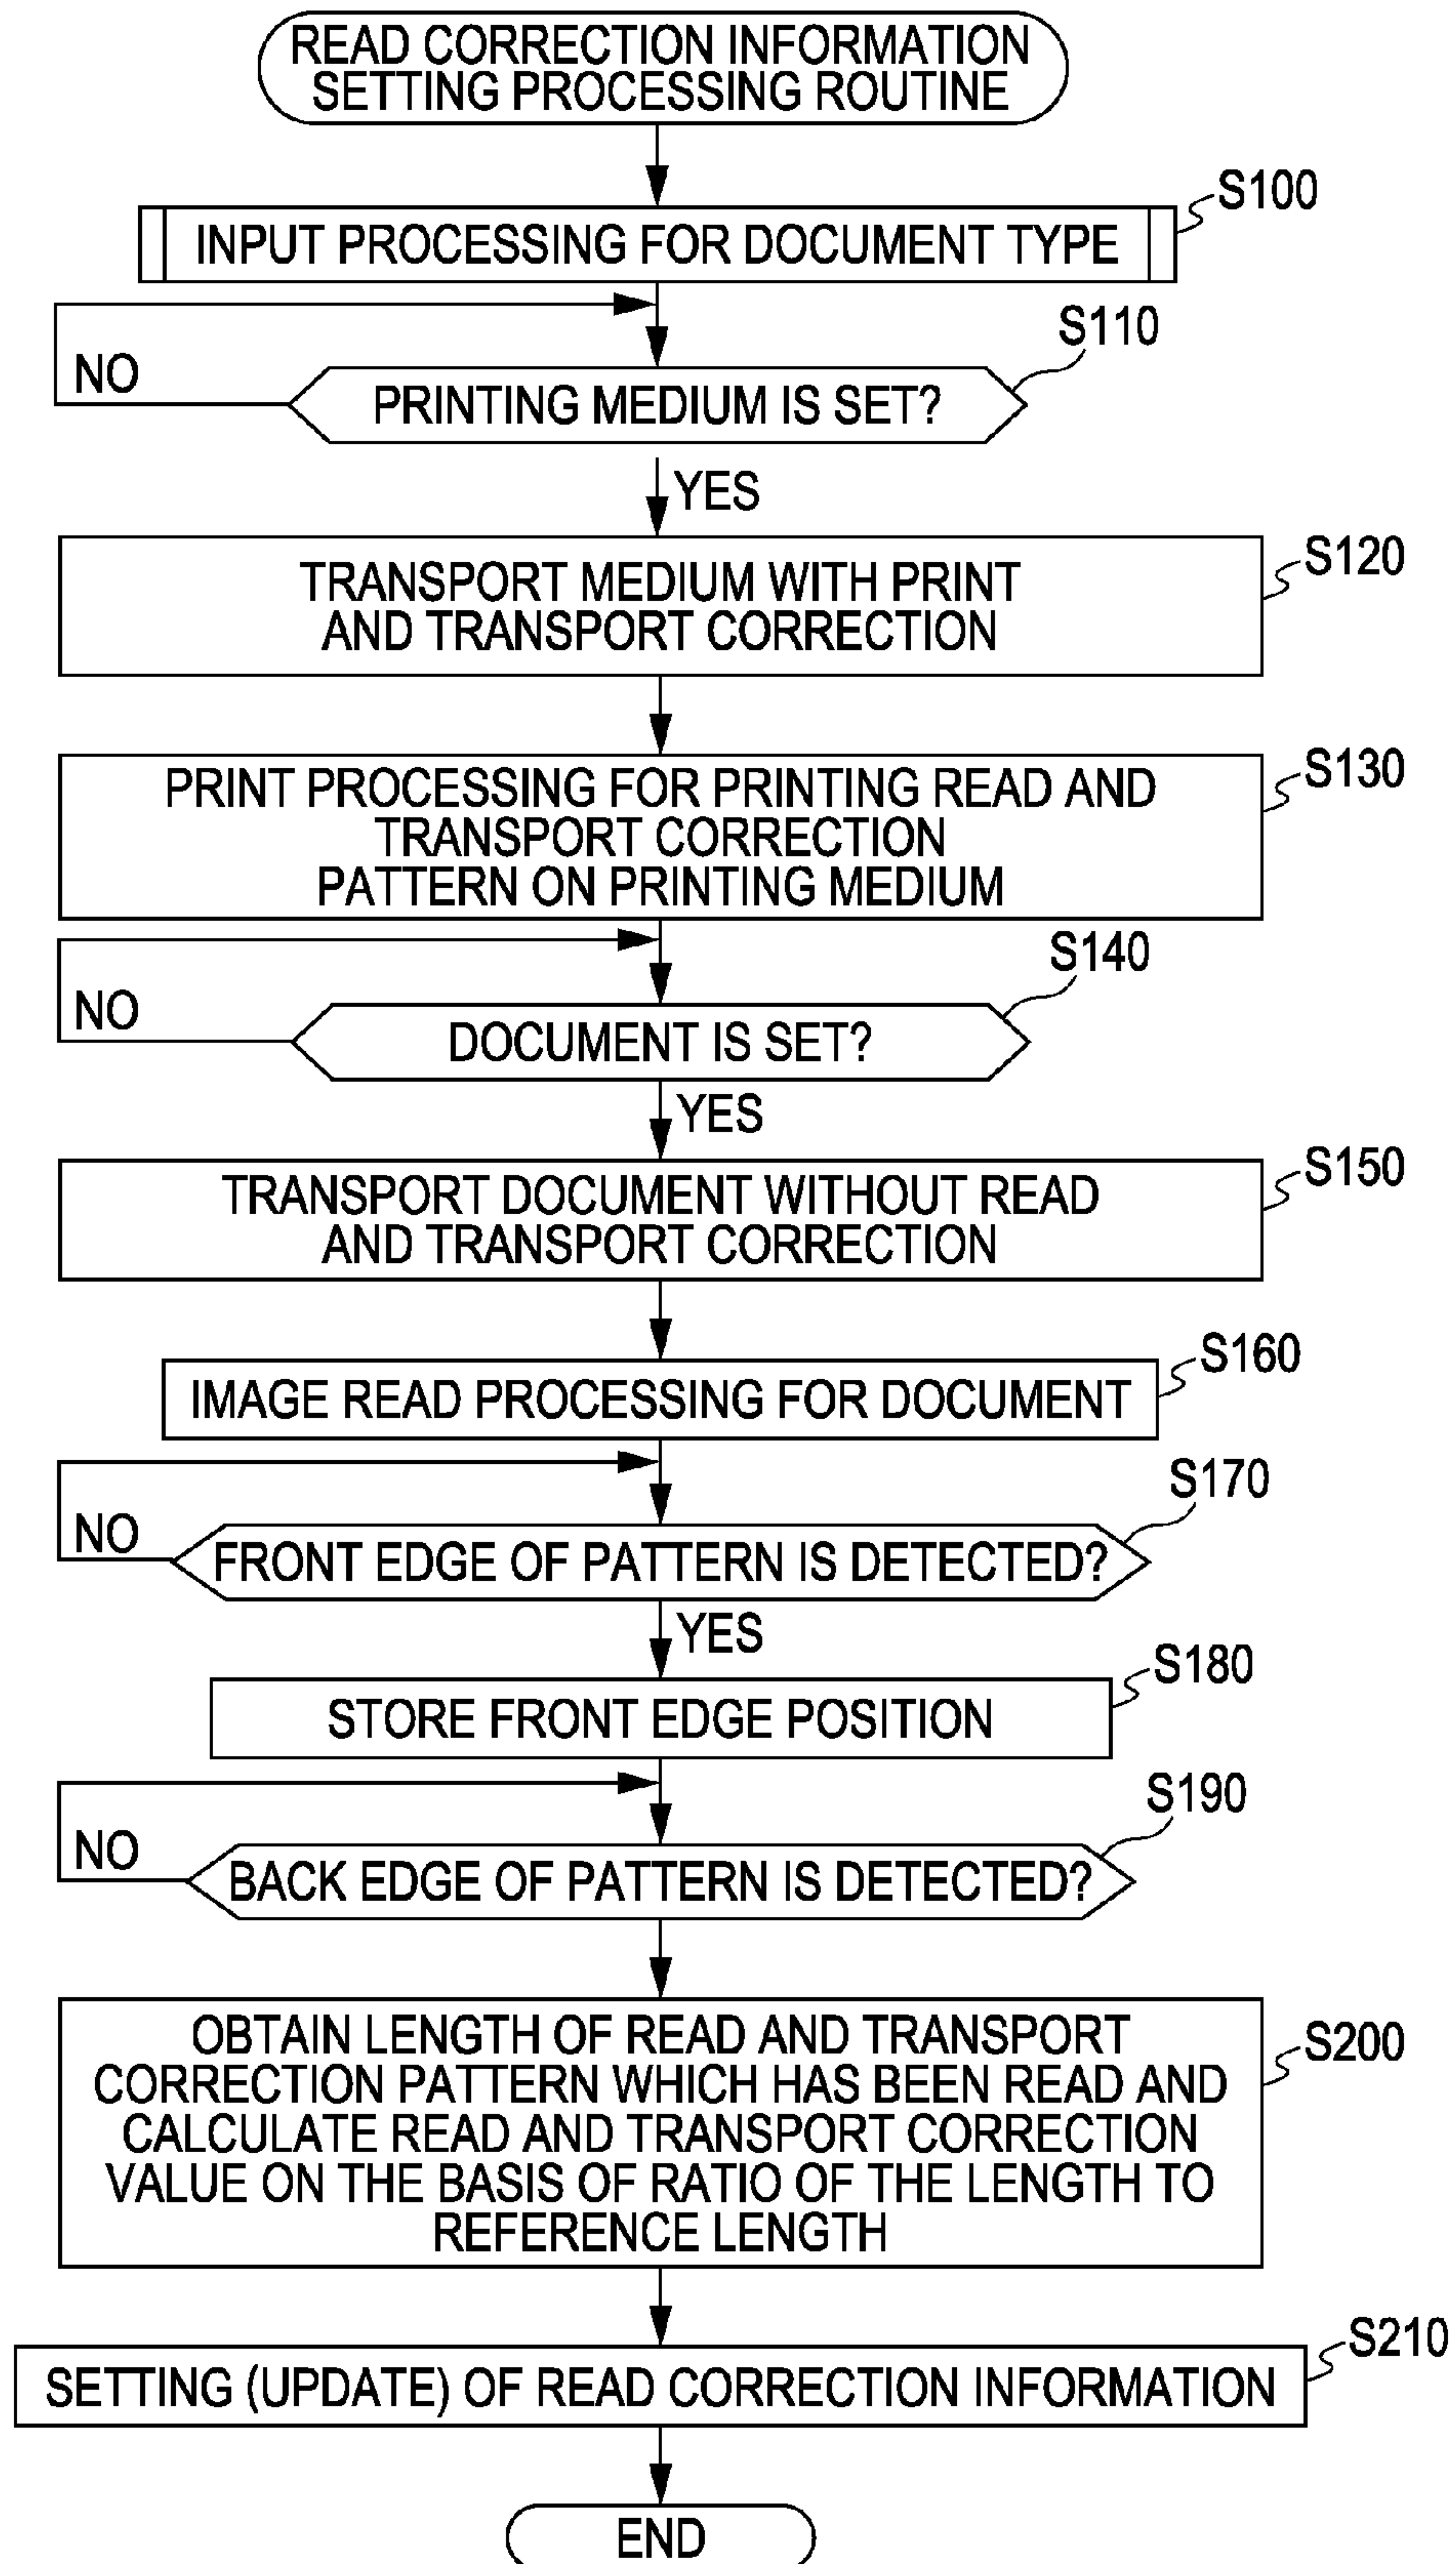 READ CORRECTION INFORMATION
SETTING PROCESSING ROUTINE
S100
INPUT PROCESSING FOR DOCUMENT TYPE
S110
NO
PRINTING MEDIUM IS SET?
YES
S120
TRANSPORT MEDIUM WITH PRINT
AND TRANSPORT CORRECTION
S130
PRINT PROCESSING FOR PRINTING READ AND
TRANSPORT CORRECTION
PATTERN ON PRINTING MEDIUM
S140
NO
DOCUMENT IS SET?
YES
S150
TRANSPORT DOCUMENT WITHOUT READ
AND TRANSPORT CORRECTION
S160
IMAGE READ PROCESSING FOR DOCUMENT
S170
NO
FRONT EDGE OF PATTERN IS DETECTED?
YES
S180
STORE FRONT EDGE POSITION
S190
NO
BACK EDGE OF PATTERN IS DETECTED?
S200
OBTAIN LENGTH OF READ AND TRANSPORT
CORRECTION PATTERN WHICH HAS BEEN READ AND
CALCULATE READ AND TRANSPORT CORRECTION
VALUE ON THE BASIS OF RATIO OF THE LENGTH TO
REFERENCE LENGTH
S210
SETTING (UPDATE) OF READ CORRECTION INFORMATION
END